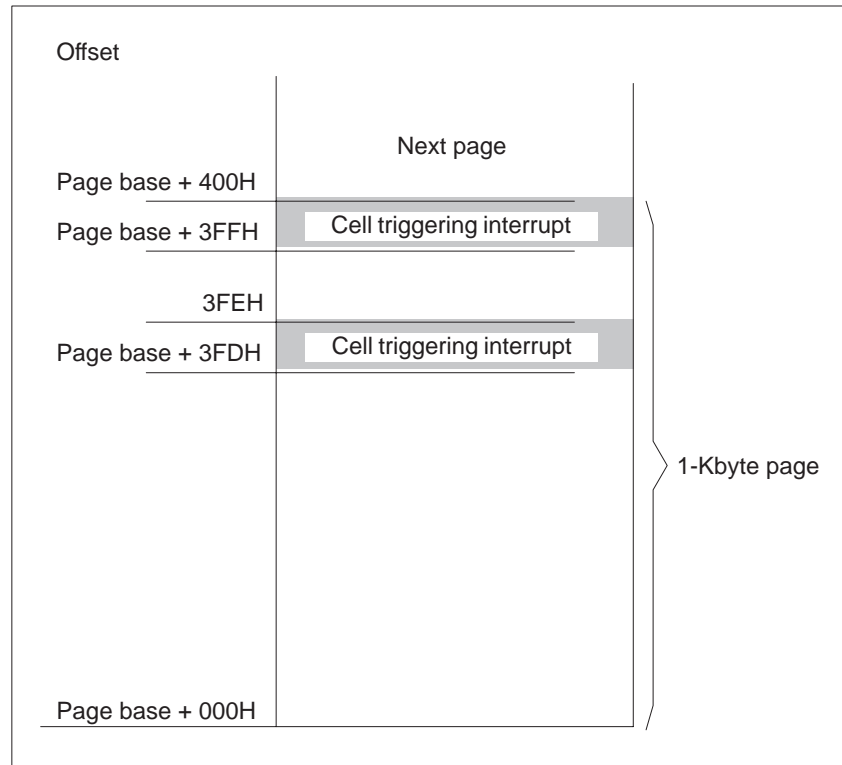 Offset
Next page
Page base + 400H
Page base + 3FFH
Cell triggering interrupt
3FEH
Page base + 3FDH
Cell triggering interrupt
1-Kbyte page
Page base + 000H